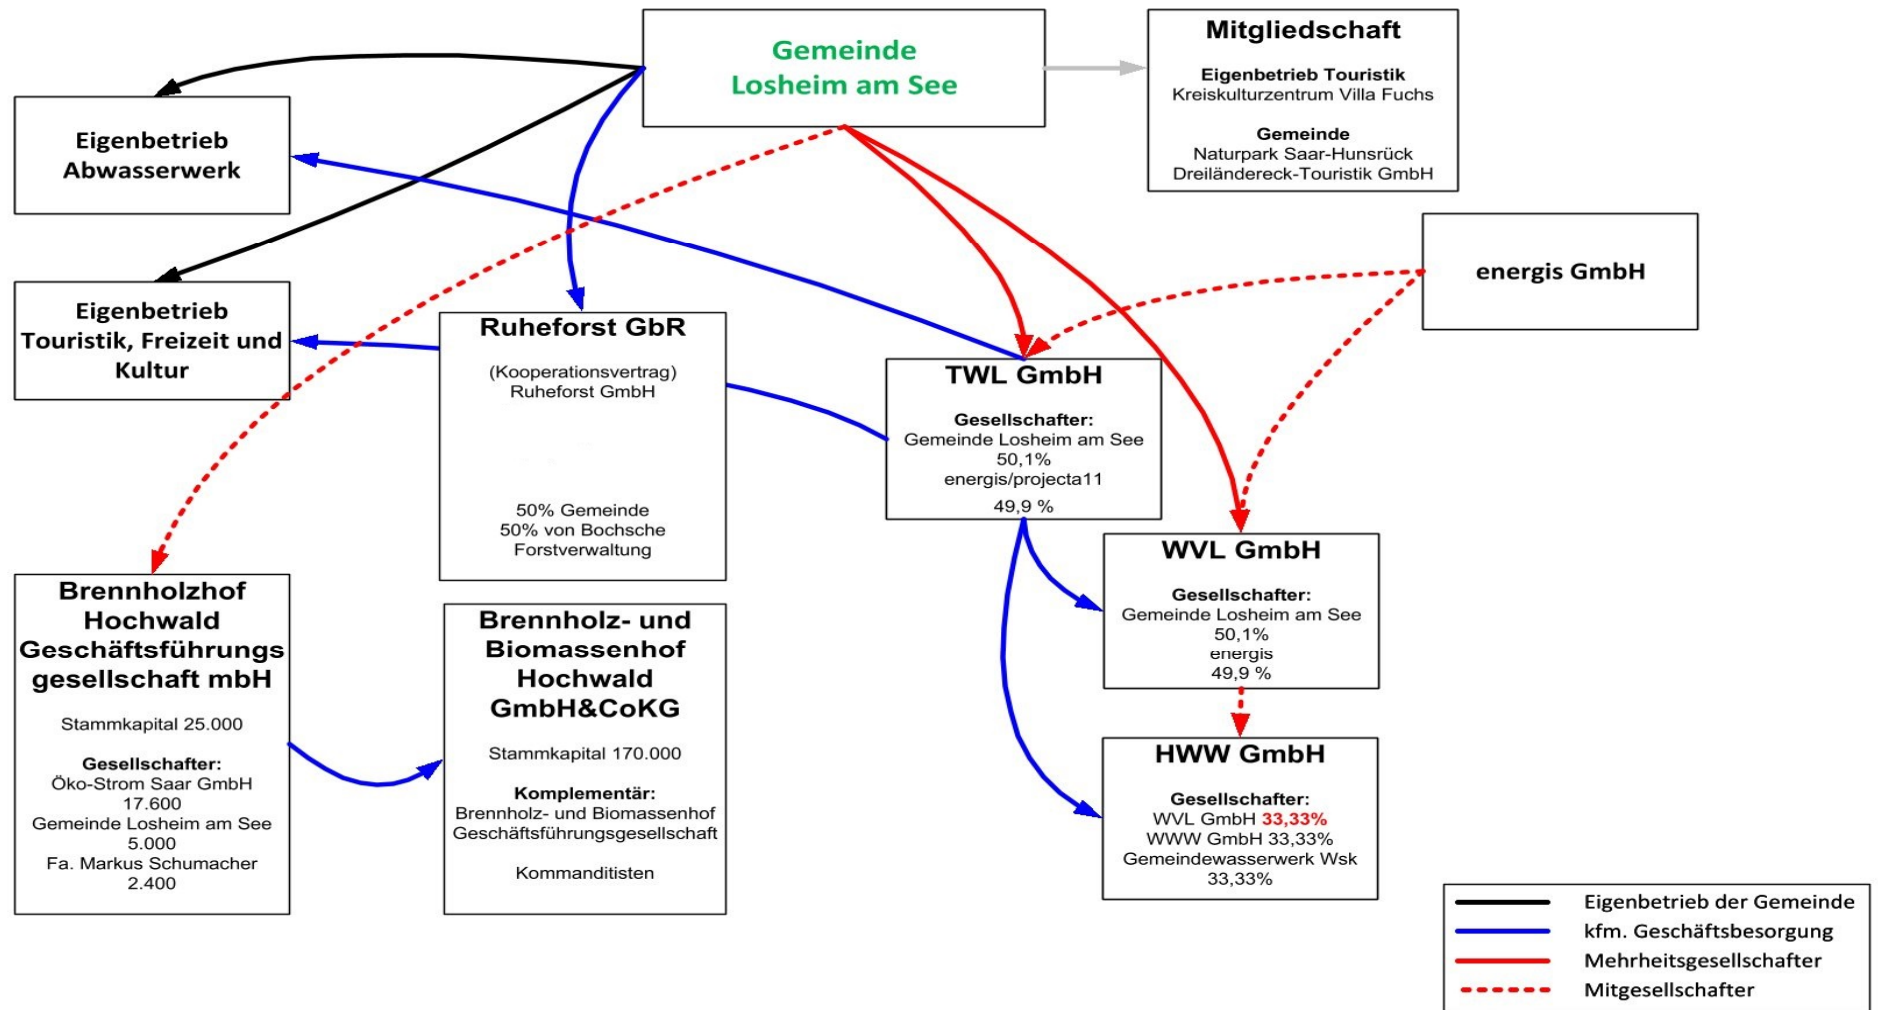 Gemeinde
Losheim am See
Mitgliedschaft
Eigenbetrieb Touristik
Kreiskulturzentrum Villa Fuchs
Gemeinde
Naturpark Saar-Hunsrück
Dreiländereck-Touristik GmbH
Eigenbetrieb
Abwasserwerk
energis GmbH
Eigenbetrieb
Touristik, Freizeit und
Kultur
Ruheforst GbR
(Kooperationsvertrag)
Ruheforst GmbH
50% Gemeinde
50% von Bochsche
Forstverwaltung
TWL GmbH
Gesellschafter:
Gemeinde Losheim am See
50,1%
energis/projecta11
49,9 %
WVL GmbH
Gesellschafter:
Gemeinde Losheim am See
50,1%
energis
49,9 %
Brennholzhof
Hochwald
Geschäftsführungs
gesellschaft mbH
Stammkapital 25.000
Gesellschafter:
Öko-Strom Saar GmbH
17.600
Gemeinde Losheim am See
5.000
Fa. Markus Schumacher
2.400
Brennholz- und
Biomassenhof
Hochwald
GmbH&CoKG
Stammkapital 170.000
Komplementär:
Brennholz- und Biomassenhof
Geschäftsführungsgesellschaft
Kommanditisten
HWW GmbH
Gesellschafter:
WVL GmbH 33,33%
WWW GmbH 33,33%
Gemeindewasserwerk Wsk
33,33%
Eigenbetrieb der Gemeinde
kfm. Geschäftsbesorgung
Mehrheitsgesellschafter
Mitgesellschafter